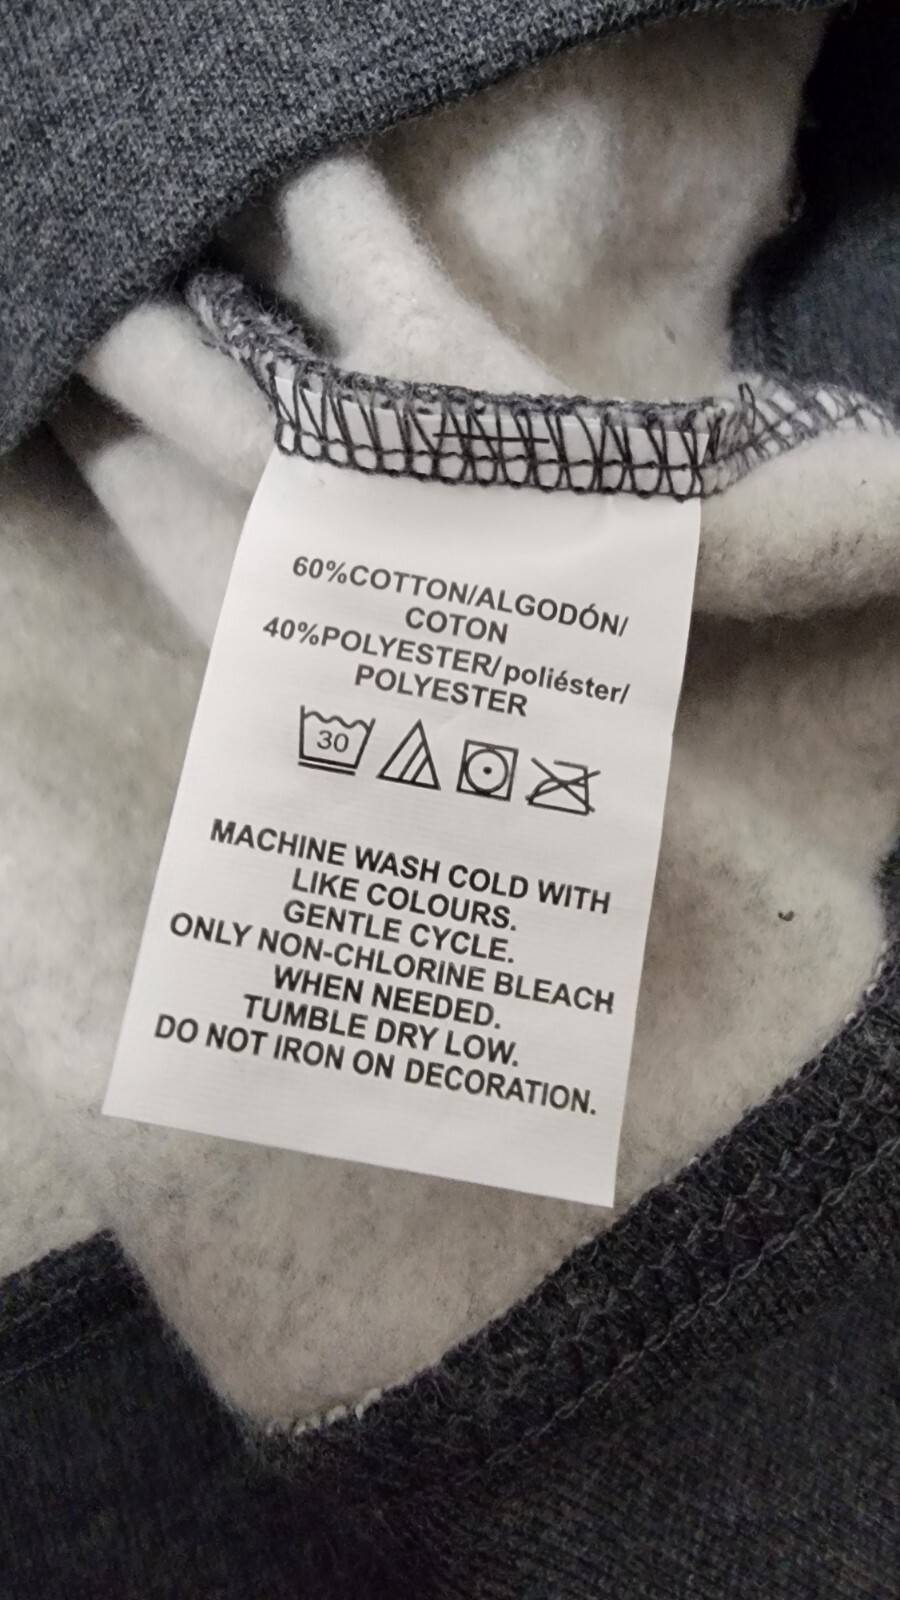 60%COTTON/ALGODÓN/
COTON
40%POLYESTER/poliéster/
POLYESTER
30
MACHINE WASH COLD WITH
LIKE COLOURS.
GENTLE CYCLE.
ONLY NON-CHLORINE BLEACH
WHEN NEEDED.
TUMBLE DRY LOW.
DO NOT IRON ON DECORATION.